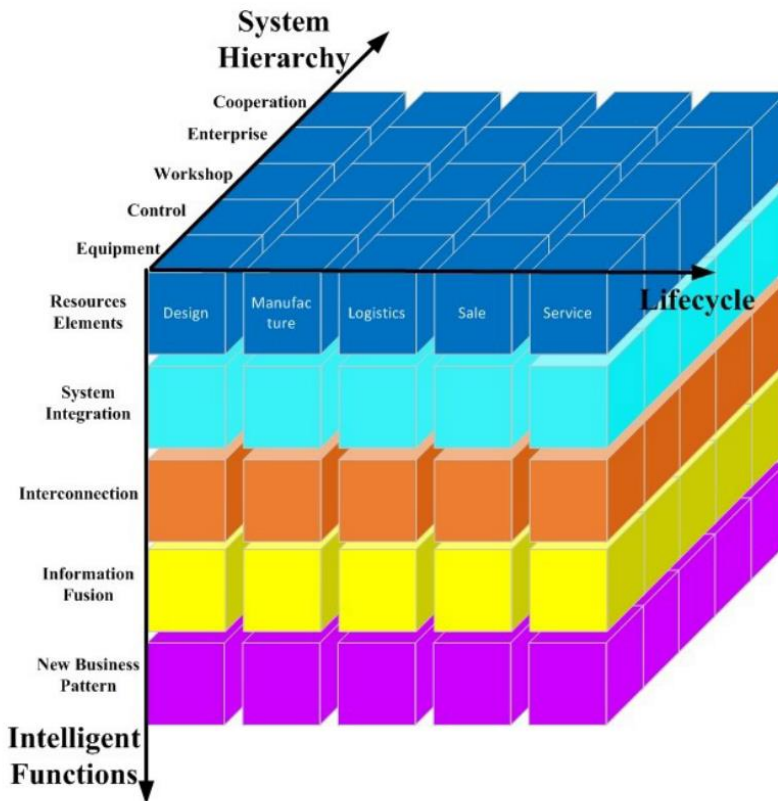 System
Hierarchy
Cooperation
Enterprise
Workshop
Control
Equipment
Lifecycle
Resources
Elements
Design
Manufac
ture
Logistics
Sale
Service
System
Integration
Interconnection
Information
Fusion
New Business
Pattern
Intelligent
Functions